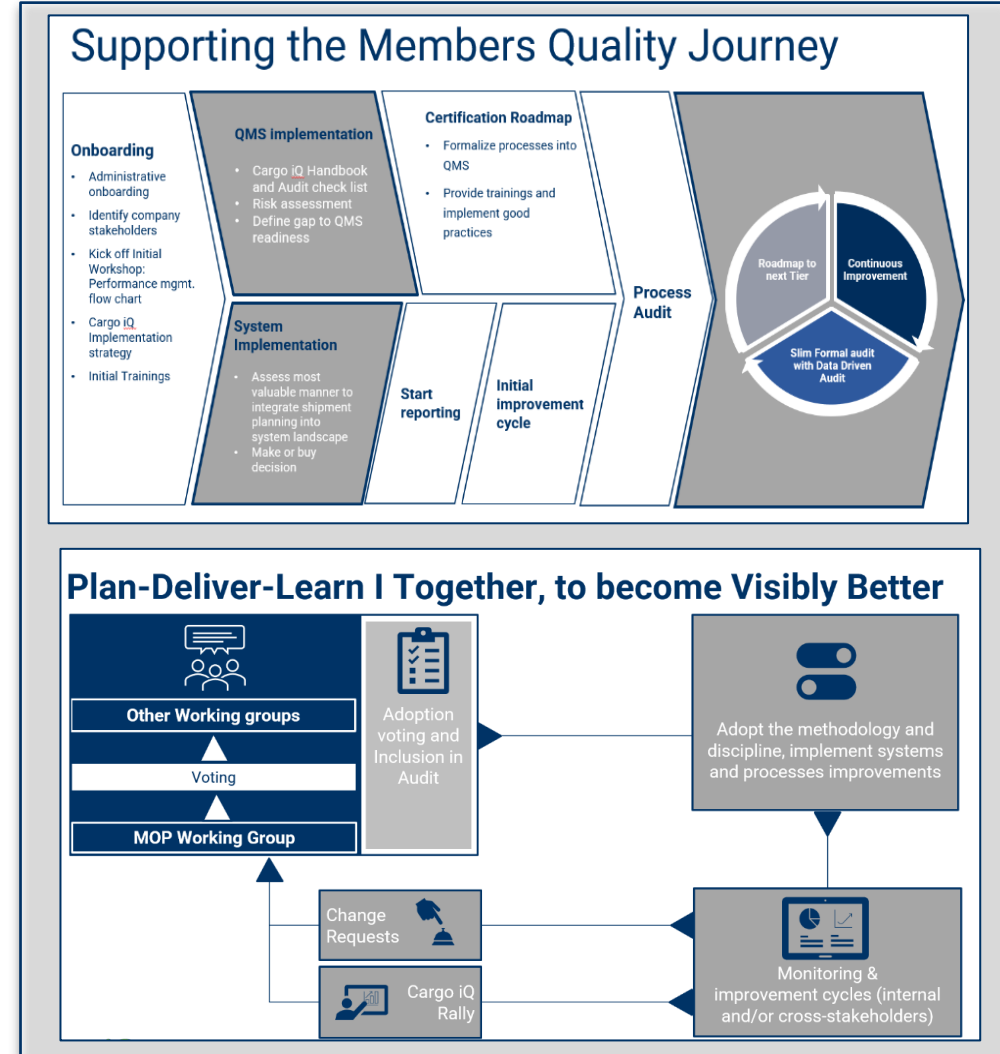 Supporting the Members Quality Journey
Onboarding
• Administrative
onboarding
• Identify company
stakeholders
• Kick off Initial
Workshop:
Performance mgmt.
flow chart
• Cargo iQ
Implementation
strategy
• Initial Trainings
QMS implementation
• Cargo iQ Handbook
and Audit check list
• Risk assessment
• Define gap to QMS
readiness
System
Implementation
• Assess most
valuable manner to
integrate shipment
planning into
system landscape
• Make or buy
decision
Certification Roadmap
• Formalize processes into
QMS
• Provide trainings and
implement good
practices
Start
reporting
Initial
improvement
cycle
Process
Audit
Roadmap to
next Tier
Continuous
Improvement
Slim Formal audit
with Data Driven
Audit
Plan-Deliver-Learn I Together, to become Visibly Better
Other Working groups
Voting
MOP Working Group
Adoption
voting and
Inclusion in
Audit
Adopt the methodology and
discipline, implement systems
and processes improvements
Change
Requests
Cargo iQ
Rally
Monitoring &
improvement cycles (internal
and/or cross-stakeholders)